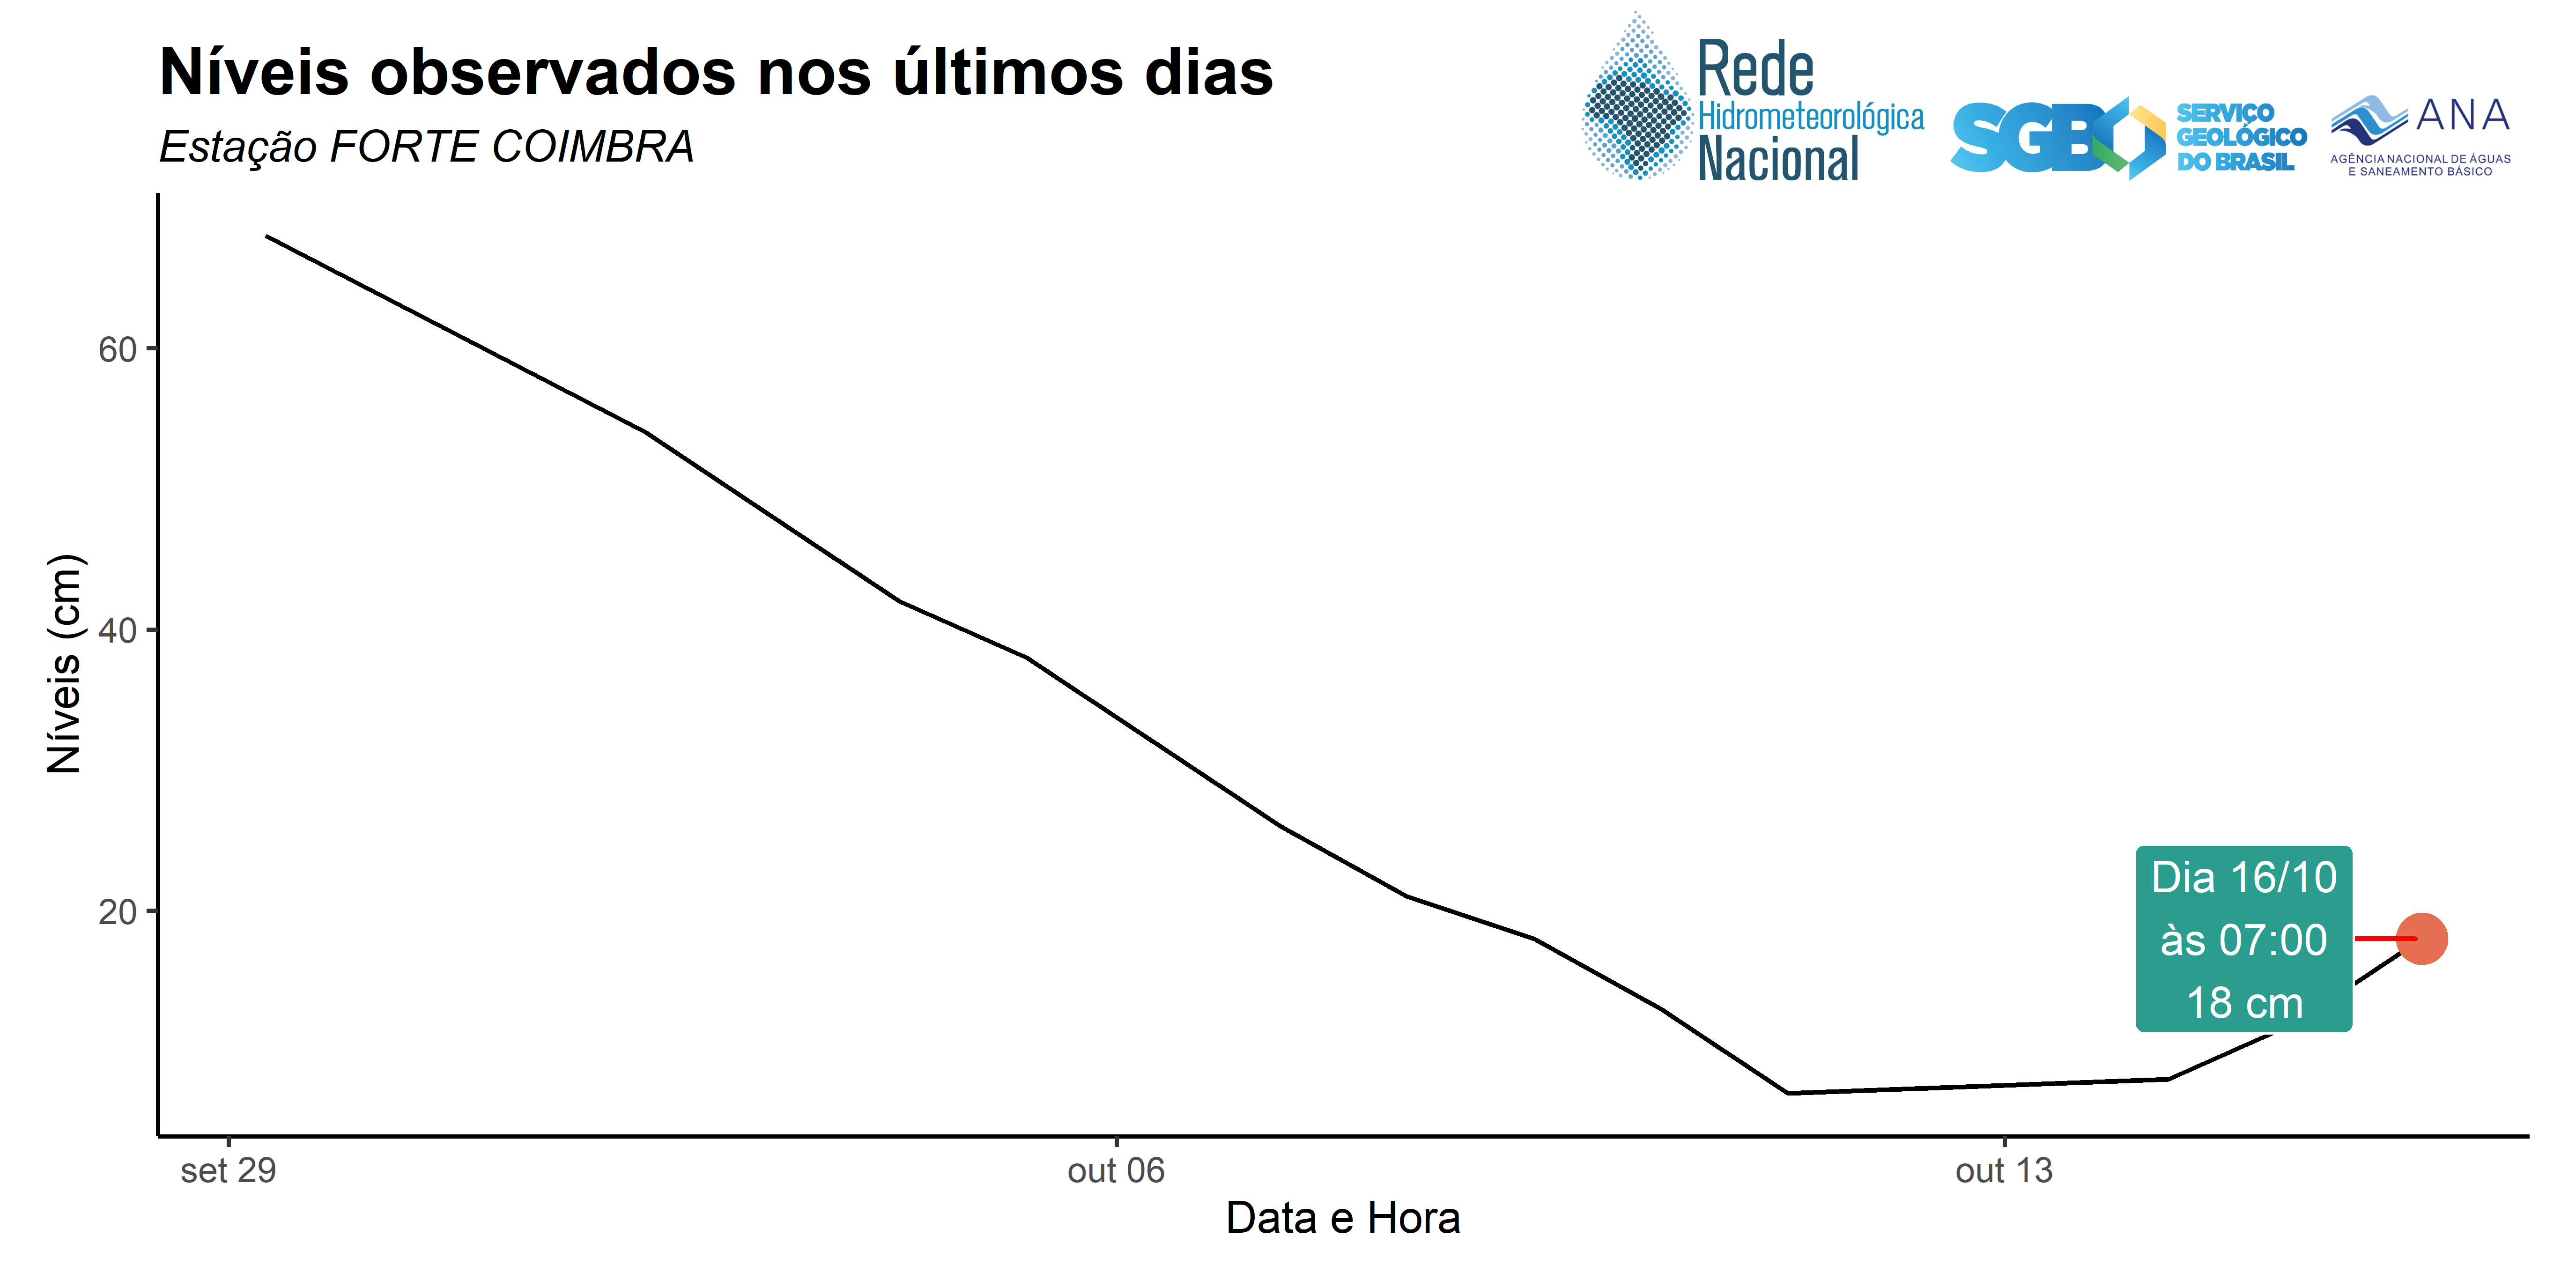 Níveis observados nos últimos dias
Estação FORTE COIMBRA
Rede
Hidrometeorológica
Nacional
SGB
SERVIÇO
GEOLÓGICO
DO BRASIL
ANA
AGÊNCIA NACIONAL DE ÁGUAS
E SANEAMENTO BÁSICO
Níveis (cm)
60
40
20
Dia 16/10
às 07:00
18 cm
set 29
out 06
out 13
Data e Hora